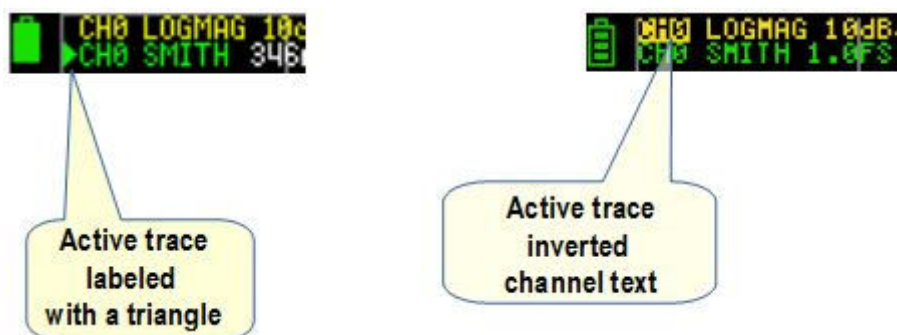 CH0 LOGMAG 10d
CH0 SMITH 346m
Active trace
labeled
with a triangle
CH0 LOGMAG 10dB
CH0 SMITH 1.0FS
Active trace
inverted
channel text